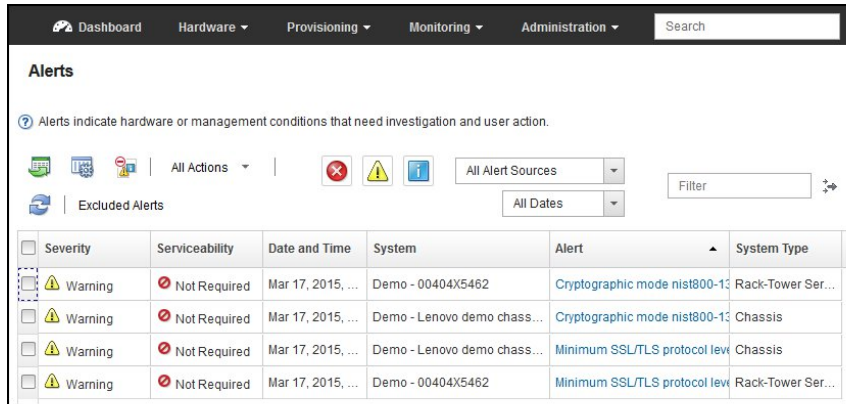 Dashboard Hardware Provisioning Monitoring Administration Search
Alerts
? Alerts indicate hardware or management conditions that need investigation and user action.
All Actions All Alert Sources Filter
Excluded Alerts All Dates
Severity Serviceability Date and Time System Alert System Type
Warning Not Required Mar 17, 2015, ... Demo - 00404X5462 Cryptographic mode nist800-13 Rack-Tower Ser...
Warning Not Required Mar 17, 2015, ... Demo - Lenovo demo chass... Cryptographic mode nist800-13 Chassis
Warning Not Required Mar 17, 2015, ... Demo - Lenovo demo chass... Minimum SSL/TLS protocol leve Chassis
Warning Not Required Mar 17, 2015, ... Demo - 00404X5462 Minimum SSL/TLS protocol leve Rack-Tower Ser...